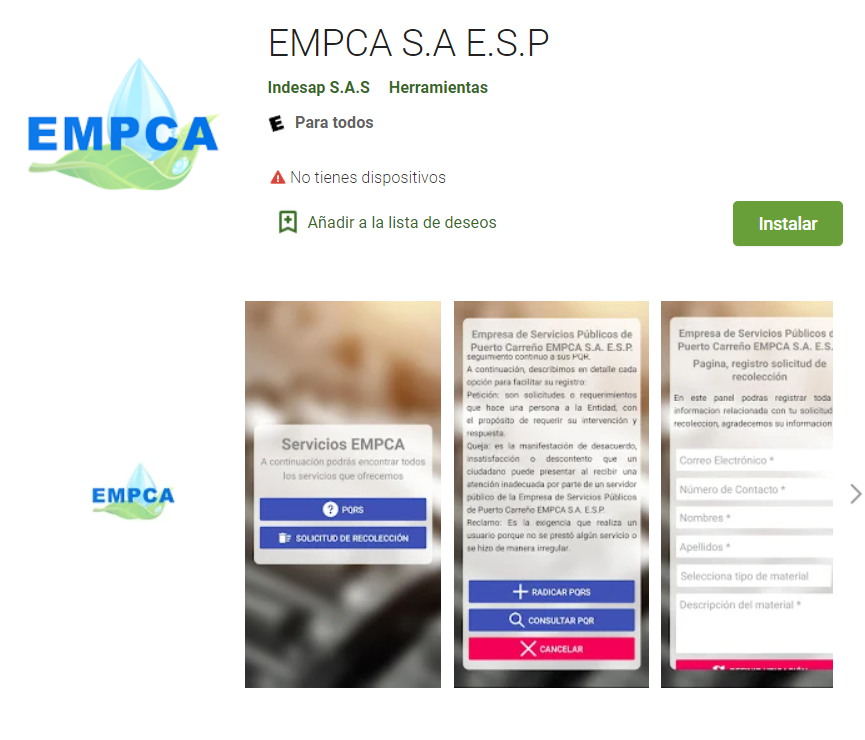 EMPCA S.A E.S.P
Indesap S.A.S Herramientas
E Para todos
EMPCA
No tienes dispositivos
Añadir a la lista de deseos
Instalar
EMPCA
Servicios EMPCA
A continuación podrás encontrar todos
los servicios que ofrecemos
PQRS
SOLICITUD DE RECOLECCIÓN
Empresa de Servicios Públicos de
Puerto Carreño EMPCA S.A. E.S.P.
seguimiento continuo a sus PQR.
A continuación, describimos en detalle cada
opción para facilitar su registro:
Petición: son solicitudes o requerimientos
que hace una persona a la Entidad, con
el propósito de requerir su intervención y
respuesta.
Queja: es la manifestación de desacuerdo,
insatisfacción o descontento que un
ciudadano puede presentar al recibir una
atención inadecuada por parte de un servidor
público de la Empresa de Servicios Públicos
de Puerto Carreño EMPCA S.A. E.S.P.
Reclamo: Es la exigencia que realiza un
usuario porque no se prestó algún servicio o
se hizo de manera irregular.
RADICAR PQRS
CONSULTAR PQR
CANCELAR
Empresa de Servicios Públicos d
Puerto Carreño EMPCA S.A. E.S.
Pagina, registro solicitud de
recolección
En este panel podras registrar toda
informacion relacionada con tu solicitud
recoleccion, agradecemos su informacion
Correo Electrónico *
Número de Contacto *
Nombres *
Apellidos *
Selecciona tipo de material
Descripción del material *